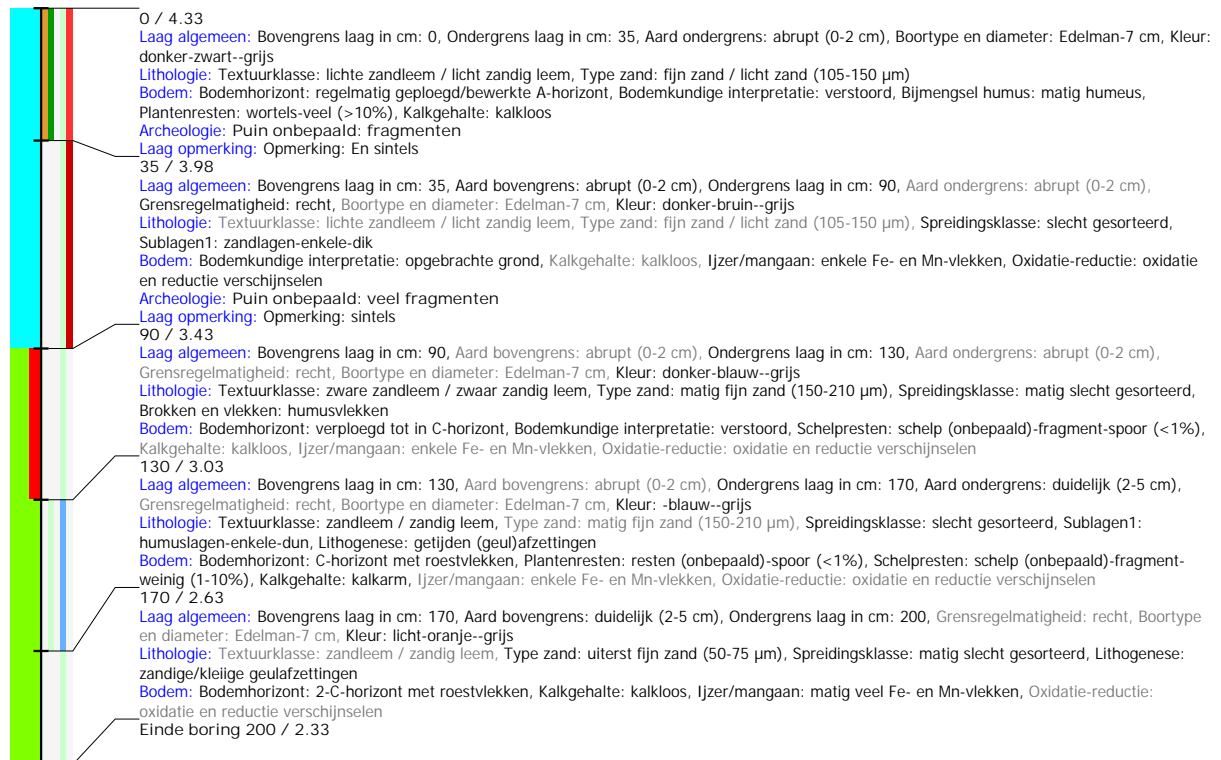 0 / 4.33
Laag algemeen: Bovengrens laag in cm: 0, Ondergrens laag in cm: 35, Aard ondergrens: abrupt (0-2 cm), Boortype en diameter: Edelman-7 cm, Kleur:
donker-zwart--grijs
Lithologie: Textuurklasse: lichte zandleem / licht zandig leem, Type zand: fijn zand / licht zand (105-150 µm)
Bodem: Bodemhorizont: regelmatig geploegd/bewerkte A-horizont, Bodemkundige interpretatie: verstoord, Bijmengsel humus: matig humeus,
Plantenresten: wortels-veel (>10%), Kalkgehalte: kalkloos
Archeologie: Puin onbepaald: fragmenten
Laag opmerking: Opmerking: En sintels
35 / 3.98
Laag algemeen: Bovengrens laag in cm: 35, Aard bovengrens: abrupt (0-2 cm), Ondergrens laag in cm: 90, Aard ondergrens: abrupt (0-2 cm),
Grensregelmatigheid: recht, Boortype en diameter: Edelman-7 cm, Kleur: donker-bruin--grijs
Lithologie: Textuurklasse: lichte zandleem / licht zandig leem, Type zand: fijn zand / licht zand (105-150 µm), Spreidingsklasse: slecht gesorteerd,
Sublagen1: zandlagen-enkele-dik
Bodem: Bodemkundige interpretatie: opgebrachte grond, Kalkgehalte: kalkloos, Ijzer/mangaan: enkele Fe- en Mn-vlekken, Oxidatie-reductie: oxidatie
en reductie verschijnselen
Archeologie: Puin onbepaald: veel fragmenten
Laag opmerking: Opmerking: sintels
90 / 3.43
Laag algemeen: Bovengrens laag in cm: 90, Aard bovengrens: abrupt (0-2 cm), Ondergrens laag in cm: 130, Aard ondergrens: abrupt (0-2 cm),
Grensregelmatigheid: recht, Boortype en diameter: Edelman-7 cm, Kleur: donker-blauw--grijs
Lithologie: Textuurklasse: zware zandleem / zwaar zandig leem, Type zand: matig fijn zand (150-210 µm), Spreidingsklasse: matig slecht gesorteerd,
Brokken en vlekken: humusvlekken
Bodem: Bodemhorizont: verploegd tot in C-horizont, Bodemkundige interpretatie: verstoord, Schelpresten: schelp (onbepaald)-fragment-spoor (<1%),
Kalkgehalte: kalkloos, Ijzer/mangaan: enkele Fe- en Mn-vlekken, Oxidatie-reductie: oxidatie en reductie verschijnselen
130 / 3.03
Laag algemeen: Bovengrens laag in cm: 130, Aard bovengrens: abrupt (0-2 cm), Ondergrens laag in cm: 170, Aard ondergrens: duidelijk (2-5 cm),
Grensregelmatigheid: recht, Boortype en diameter: Edelman-7 cm, Kleur: -blauw--grijs
Lithologie: Textuurklasse: zandleem / zandig leem, Type zand: matig fijn zand (150-210 µm), Spreidingsklasse: slecht gesorteerd, Sublagen1:
humuslagen-enkele-dun, Lithogenese: getijden (geul)afzettingen
Bodem: Bodemhorizont: C-horizont met roestvlekken, Plantenresten: resten (onbepaald)-spoor (<1%), Schelpresten: schelp (onbepaald)-fragment-
weinig (1-10%), Kalkgehalte: kalkarm, Ijzer/mangaan: enkele Fe- en Mn-vlekken, Oxidatie-reductie: oxidatie en reductie verschijnselen
170 / 2.63
Laag algemeen: Bovengrens laag in cm: 170, Aard bovengrens: duidelijk (2-5 cm), Ondergrens laag in cm: 200, Grensregelmatigheid: recht, Boortype
en diameter: Edelman-7 cm, Kleur: licht-oranje--grijs
Lithologie: Textuurklasse: zandleem / zandig leem, Type zand: uiterst fijn zand (50-75 µm), Spreidingsklasse: matig slecht gesorteerd, Lithogenese:
zandige/kleiige geulafzettingen
Bodem: Bodemhorizont: 2-C-horizont met roestvlekken, Kalkgehalte: kalkloos, Ijzer/mangaan: matig veel Fe- en Mn-vlekken, Oxidatie-reductie:
oxidatie en reductie verschijnselen
Einde boring 200 / 2.33